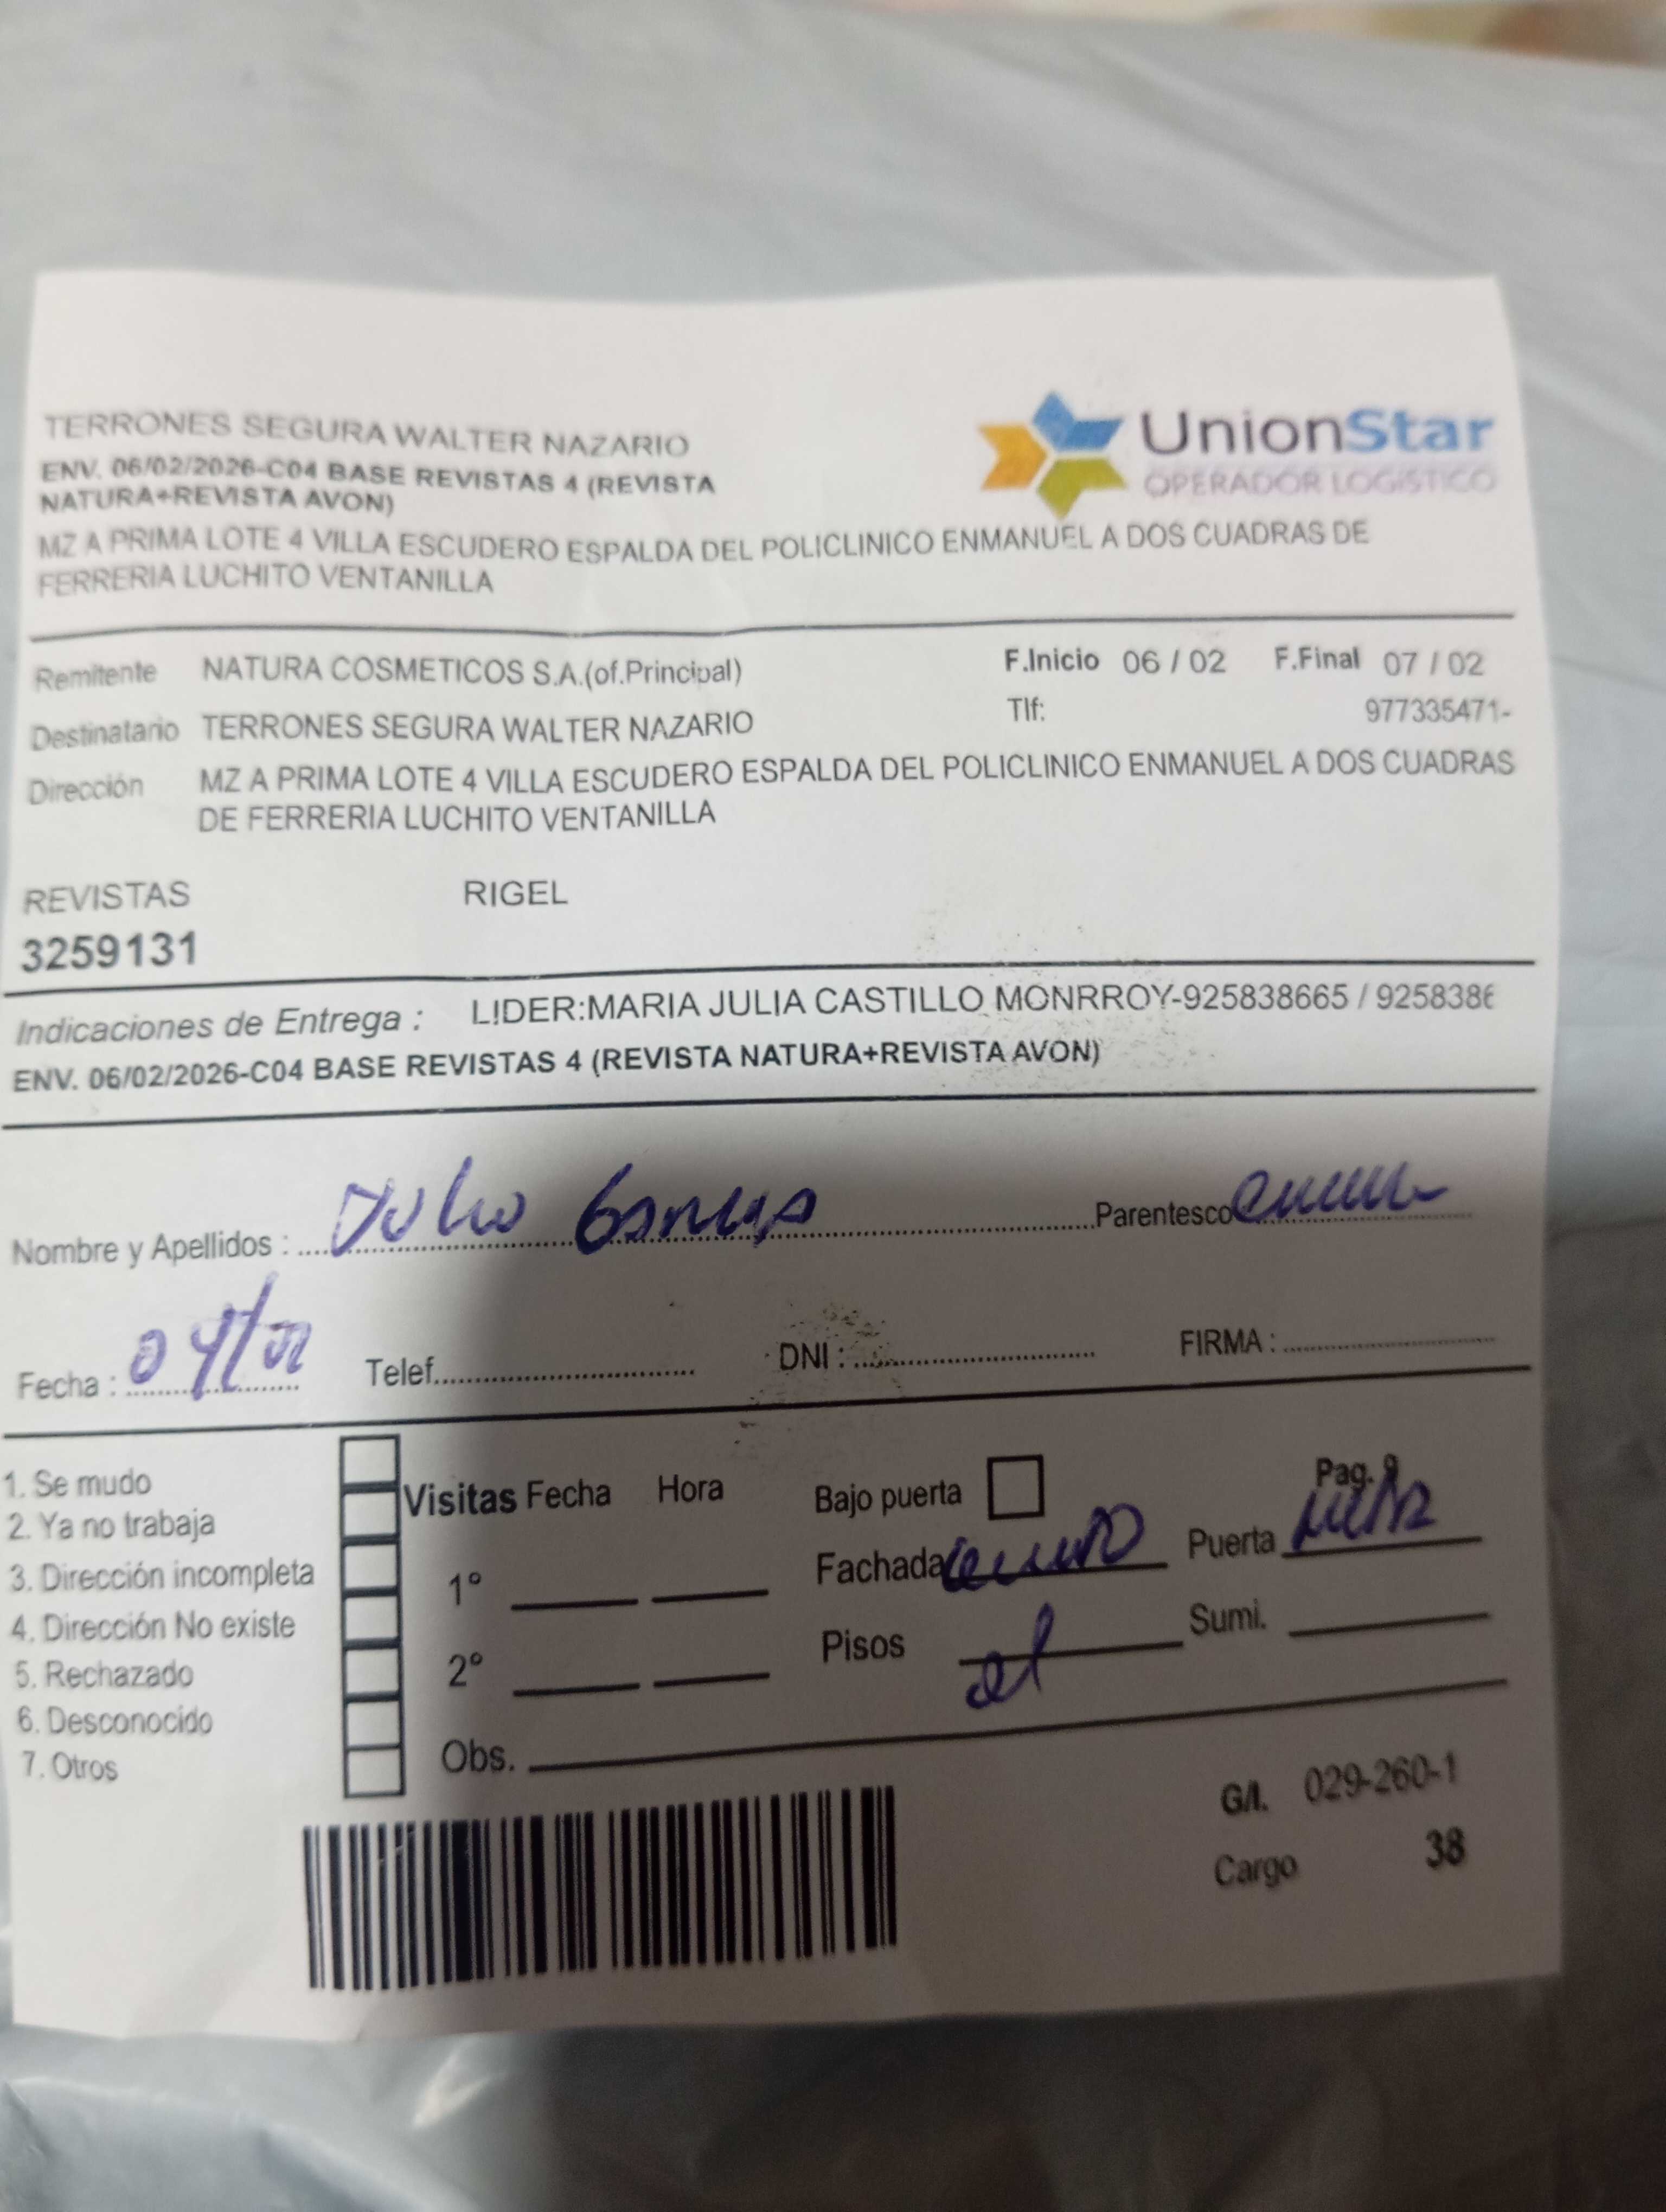 TERRONES SEGURA WALTER NAZARIO
ENV. 06/02/2026-C04 BASE REVISTAS 4 (REVISTA
NATURA+REVISTA AVON)
UnionStar
OPERADOR LOGÍSTICO
MZ A PRIMA LOTE 4 VILLA ESCUDERO ESPALDA DEL POLICLINICO ENMANUEL A DOS CUADRAS DE
FERRERIA LUCHITO VENTANILLA
Remitente NATURA COSMETICOS S.A.(of.Principal) F.Inicio 06 / 02 F.Final 07 / 02
Destinatario TERRONES SEGURA WALTER NAZARIO Tlf: 977335471-
Dirección MZ A PRIMA LOTE 4 VILLA ESCUDERO ESPALDA DEL POLICLINICO ENMANUEL A DOS CUADRAS
DE FERRERIA LUCHITO VENTANILLA
REVISTAS RIGEL
3259131
Indicaciones de Entrega : LIDER:MARIA JULIA CASTILLO MONRROY-925838665 / 9258386
ENV. 06/02/2026-C04 BASE REVISTAS 4 (REVISTA NATURA+REVISTA AVON)
Nombre y Apellidos : Julio Parentesco
Fecha : Telef. DNI : FIRMA :
1. Se mudo
2. Ya no trabaja
3. Dirección incompleta
4. Dirección No existe
5. Rechazado
6. Desconocido
7. Otros
Visitas Fecha Hora
1°
2°
Obs.
Bajo puerta Pag. 9
Fachada Puerta
Pisos Sumi.
G/l. 029-260-1
Cargo 38